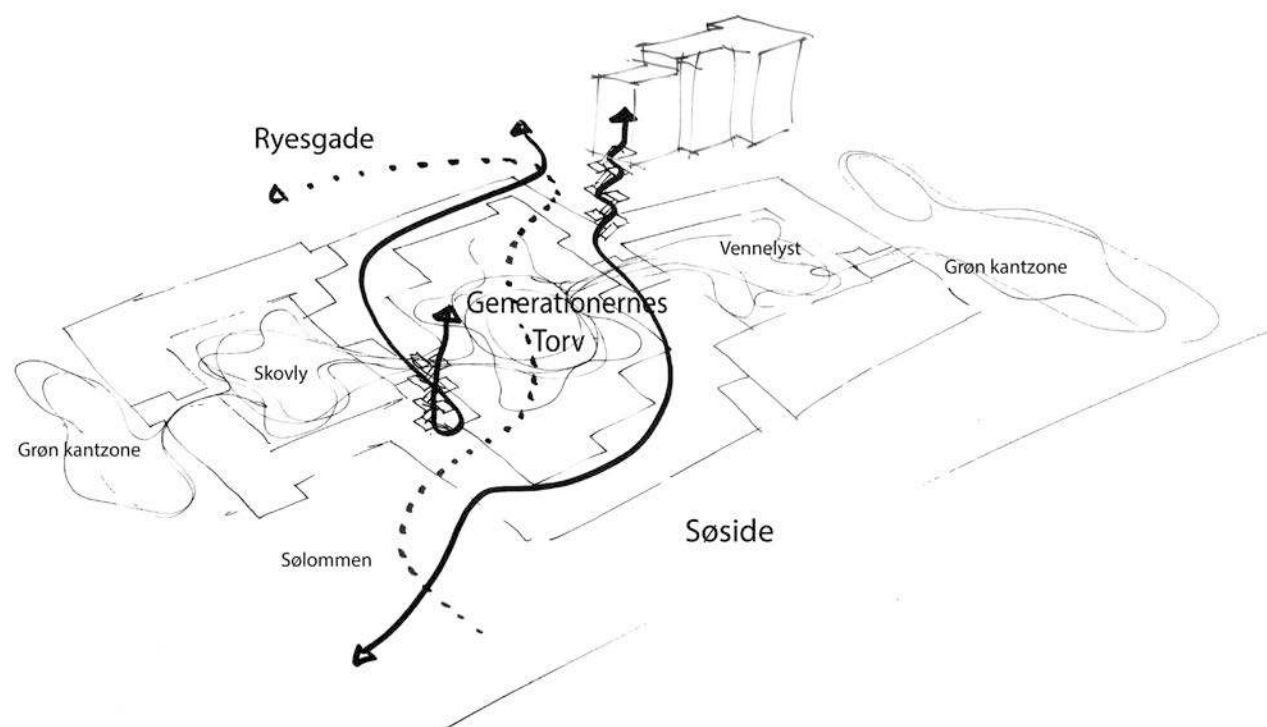 Ryesgade
Vennelyst
Grøn kantzone
Generationernes
Torv
Skovly
Grøn kantzone
Søside
Sølommen